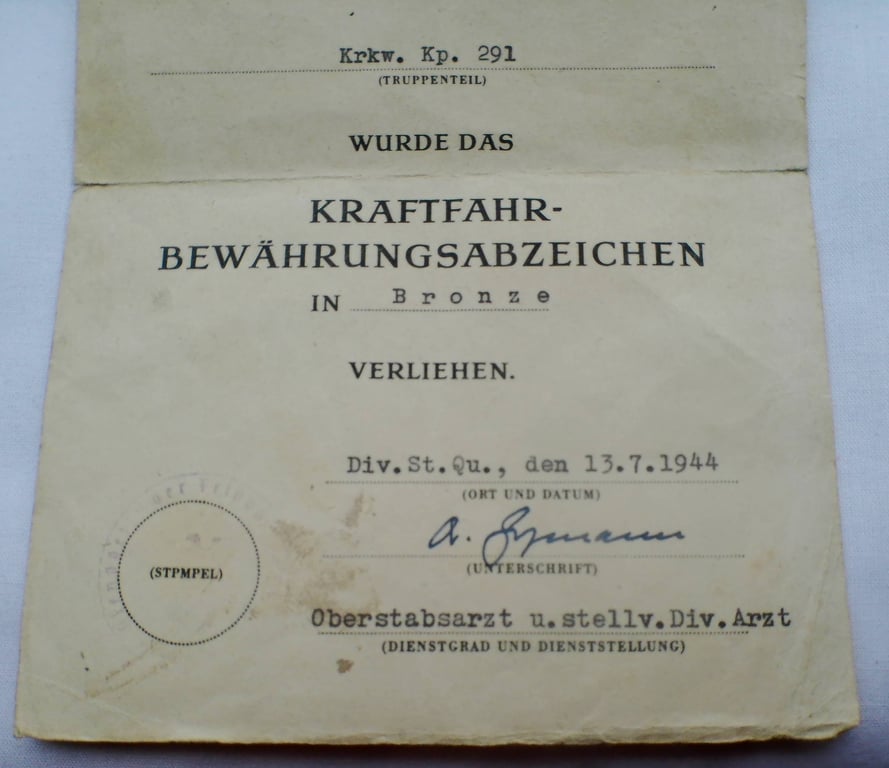 Krkw. Kp. 291
(TRUPPENTEIL)
WURDE DAS
KRAFTFAHR-
BEWÄHRUNGSABZEICHEN
IN Bronze
VERLIEHEN.
Div.St.Qu., den 13.7.1944
(ORT UND DATUM)
(UNTERSCHRIFT)
(STPMPEL)
Oberstabsarzt u.stellv.Div.Arzt
(DIENSTGRAD UND DIENSTSTELLUNG)